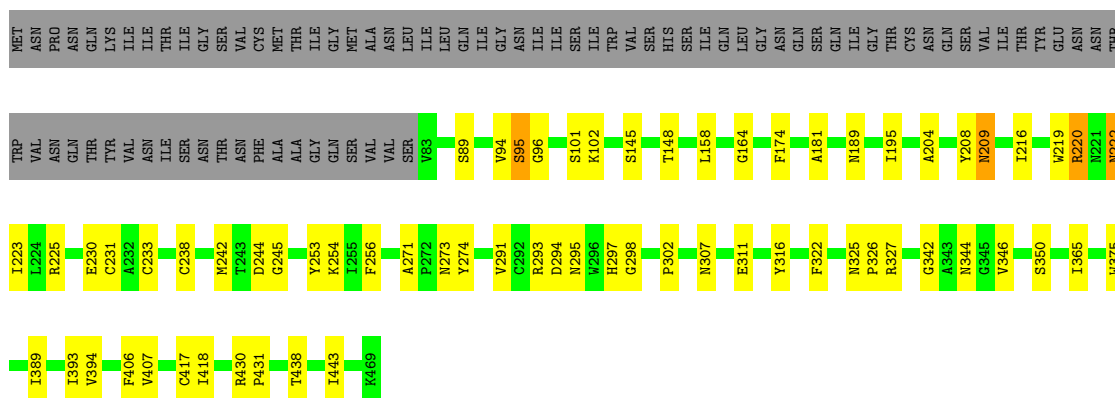 MET ASN PRO ASN GLN LYS ILE ILE THR ILE GLY SER VAL CYS MET THR ILE GLY MET ALA ASN LEU ILE LEU GLN ILE GLY ASN ILE ILE SER ILE TRP VAL SER HIS SER ILE GLN LEU GLY ASN GLN SER GLN ILE GLY THR CYS ASN GLN SER VAL ILE THR TYR GLU ASN ASN THR
TRP VAL ASN GLN THR TYR VAL ASN ILE SER ASN THR ASN PHE ALA ALA GLY GLN SER VAL VAL SER V83 S89 V94 S95 G96 S101 K102 S145 T148 L158 G164 F174 A181 N189 I195 A204 Y208 N209 I216 W219 R220 N221 N222
I223 L224 R225 E230 C231 A232 C233 C238 M242 T243 D244 G245 Y253 K254 I255 F256 A271 P272 N273 Y274 V291 C292 R293 D294 N295 W296 H297 G298 P302 N307 E311 Y316 F322 N325 P326 R327 G342 A343 N344 G345 V346 S350 I365 W375
I389 I393 V394 F406 V407 C417 I418 R430 P431 T438 I443 K469